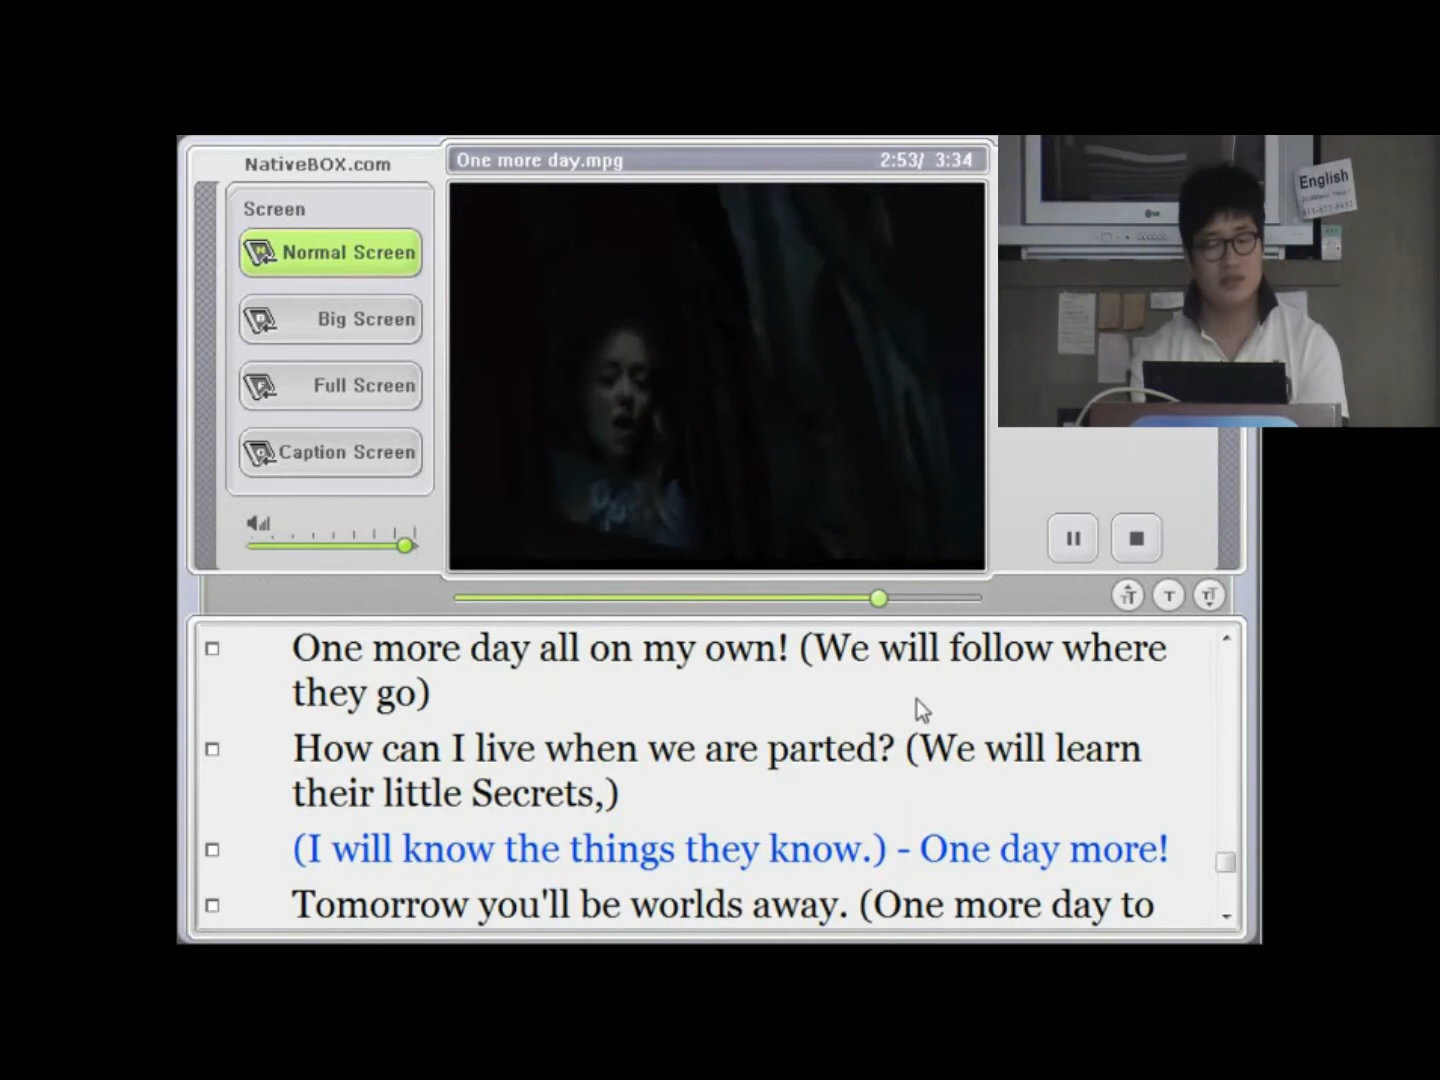 NativeBOX.com
One more day.mpg
2:53/ 3:34
Screen
Normal Screen
Big Screen
Full Screen
Caption Screen
English
LG
One more day all on my own! (We will follow where
they go)
How can I live when we are parted? (We will learn
their little Secrets,)
(I will know the things they know.) - One day more!
Tomorrow you'll be worlds away. (One more day to